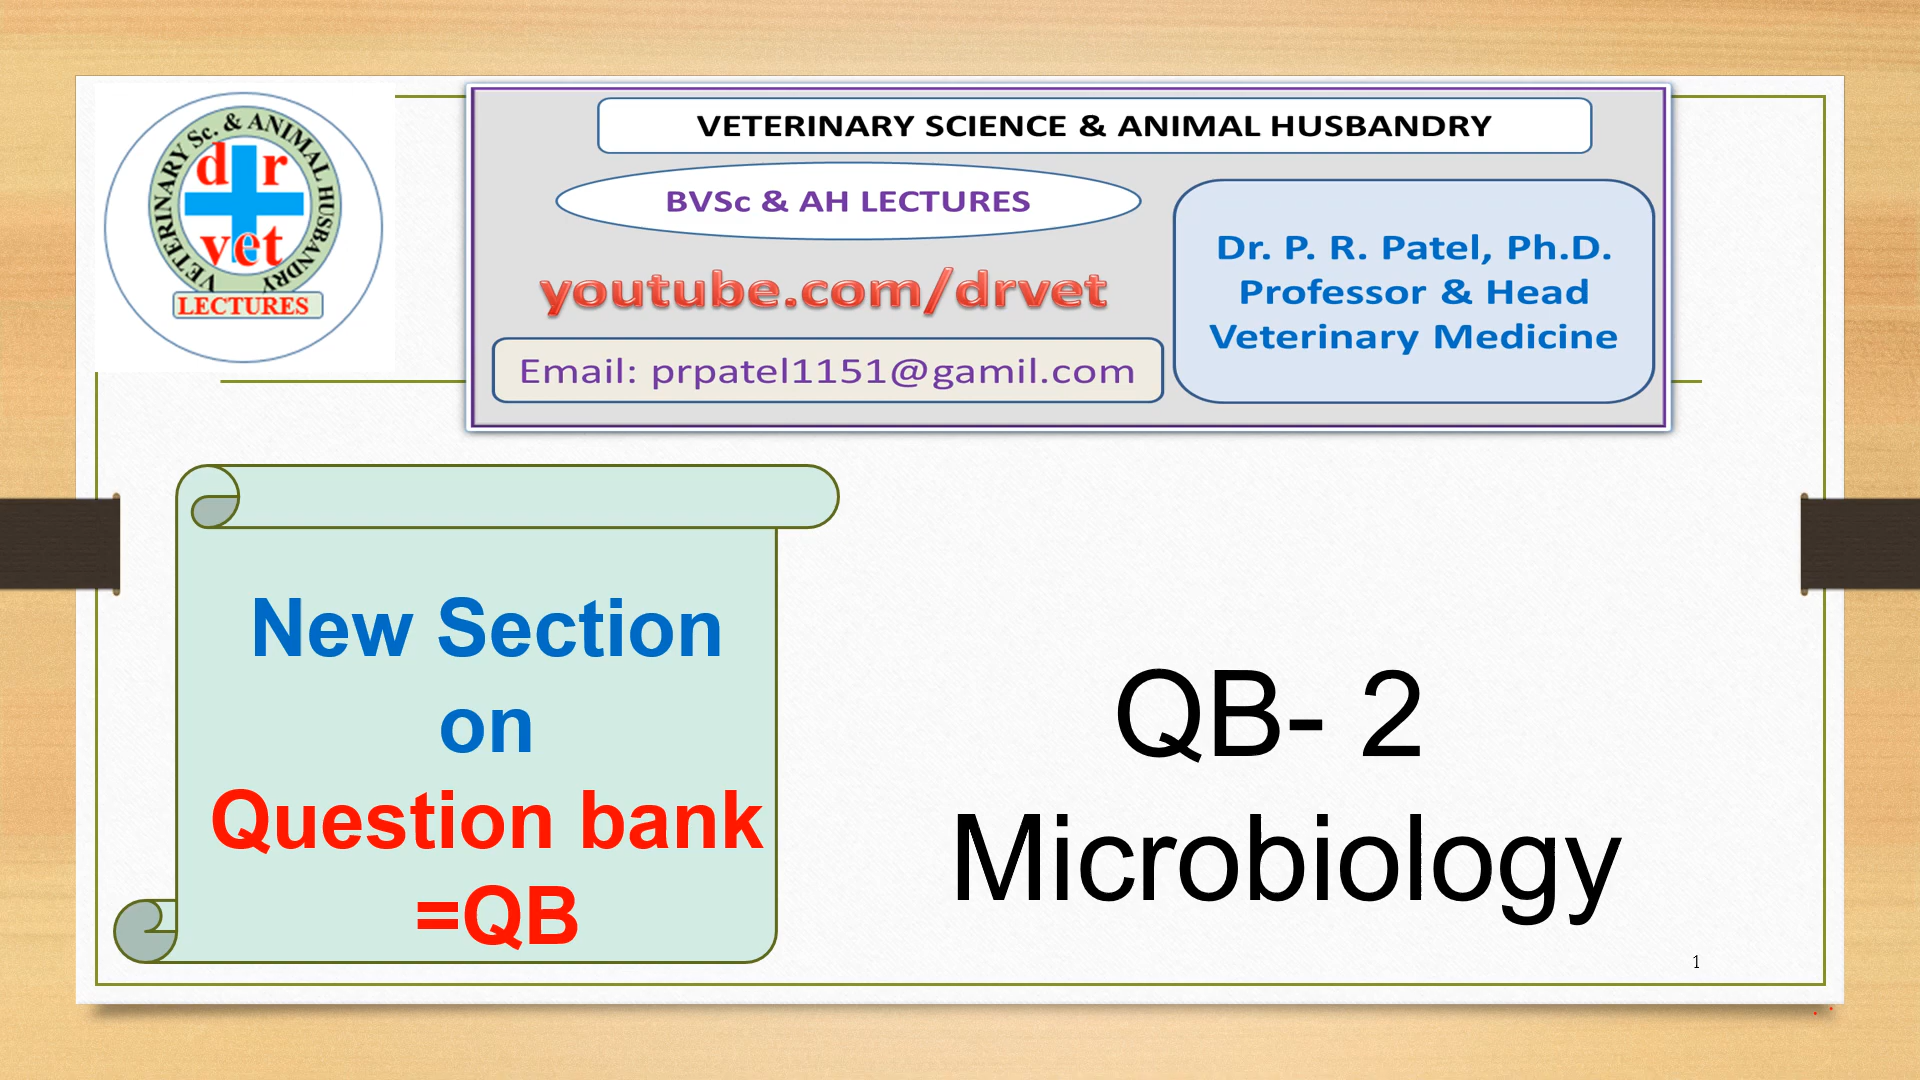 VETERINARY Sc. & ANIMAL HUSBANDRY
d r
vet
LECTURES
VETERINARY SCIENCE & ANIMAL HUSBANDRY
BVSc & AH LECTURES
youtube.com/drvet
Email: prpatel1151@gamil.com
Dr. P. R. Patel, Ph.D.
Professor & Head
Veterinary Medicine
New Section
on
Question bank
=QB
QB- 2
Microbiology
1